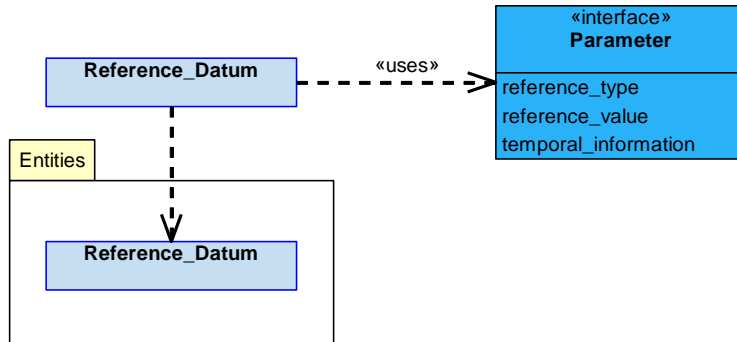 «interface»
Parameter
Reference_Datum
«uses»
reference_type
reference_value
temporal_information
Entities
Reference_Datum